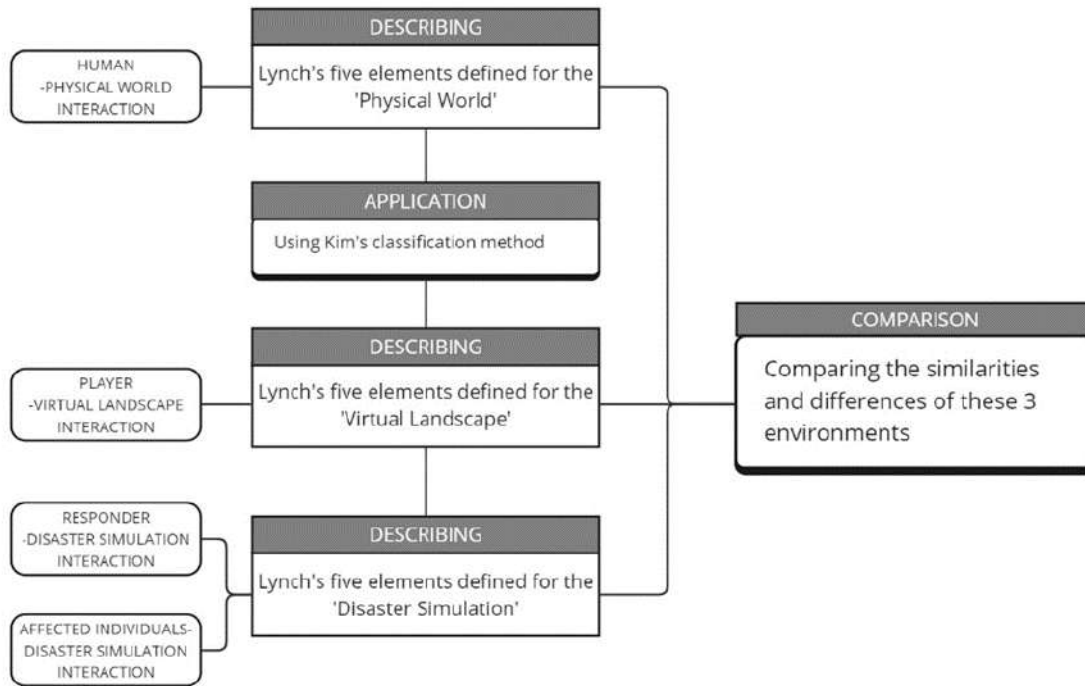 DESCRIBING
HUMAN
-PHYSICAL WORLD
INTERACTION
Lynch's five elements defined for the
'Physical World'
APPLICATION
Using Kim's classification method
DESCRIBING
PLAYER
-VIRTUAL LANDSCAPE
INTERACTION
Lynch's five elements defined for the
'Virtual Landscape'
COMPARISON
Comparing the similarities
and differences of these 3
environments
RESPONDER
-DISASTER SIMULATION
INTERACTION
DESCRIBING
Lynch's five elements defined for the
'Disaster Simulation'
AFFECTED INDIVIDUALS-
DISASTER SIMULATION
INTERACTION